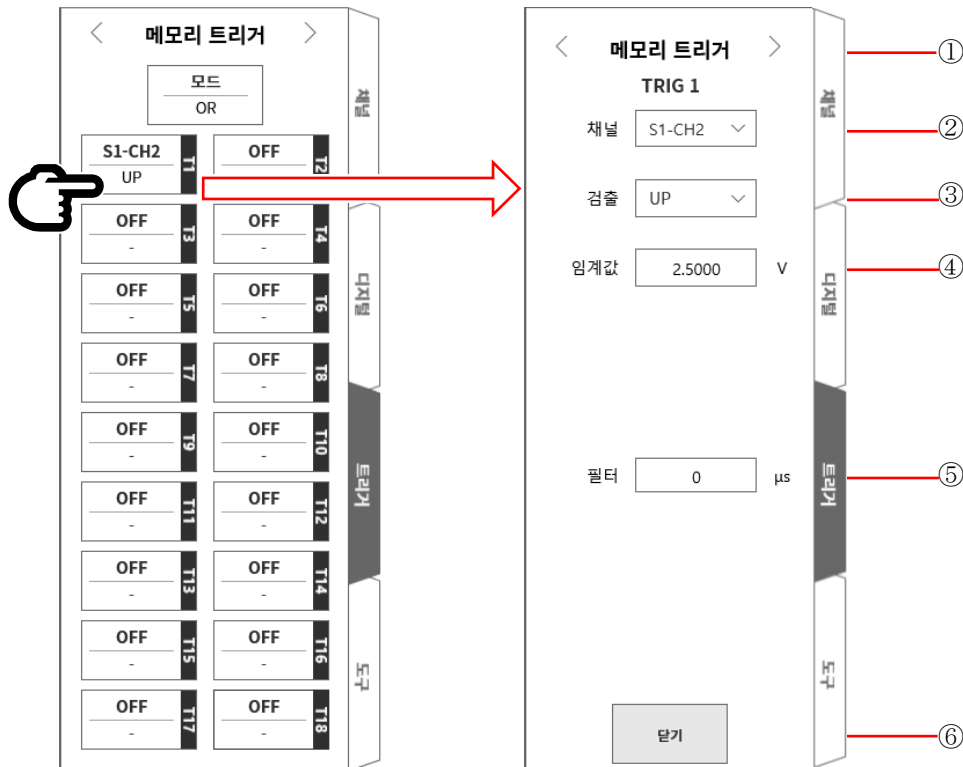 < 메모리 트리거 >
모드
OR
S1-CH2
UP
T1
OFF
T2
OFF
-
T3
OFF
-
T4
OFF
-
T5
OFF
-
T6
OFF
-
T7
OFF
-
T8
OFF
-
T9
OFF
-
T10
OFF
-
T11
OFF
-
T12
OFF
-
T13
OFF
-
T14
OFF
-
T15
OFF
-
T16
OFF
-
T17
OFF
-
T18
채널
디지털
트리거
도구
< 메모리 트리거 >
TRIG 1
채널 S1-CH2
검출 UP
임계값 2.5000 V
필터 0 µs
닫기
채널
디지털
트리거
도구
①
②
③
④
⑤
⑥